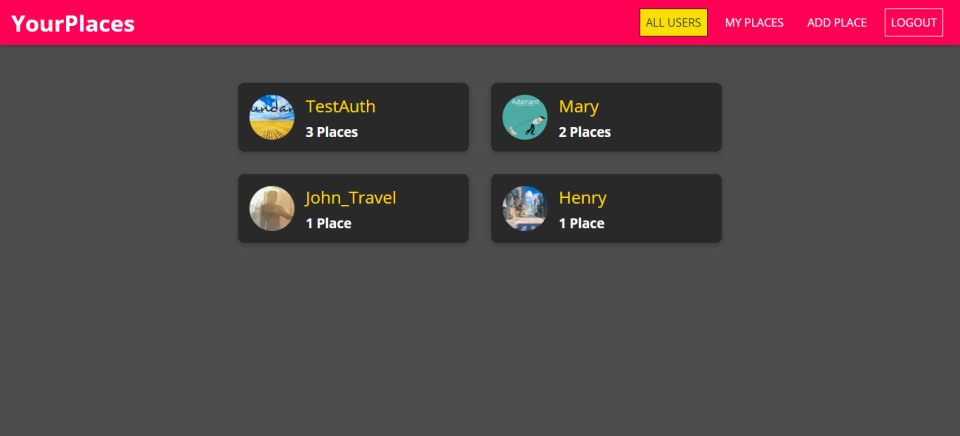 YourPlaces
ALL USERS
MY PLACES
ADD PLACE
LOGOUT
TestAuth
3 Places
Adamant
Mary
2 Places
John_Travel
1 Place
Henry
1 Place